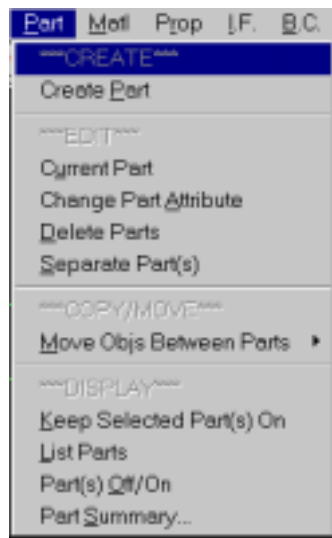 Part Matl Prop I.F. B.C.
~~~CREATE~~~
Create Part
~~~EDIT~~~
Current Part
Change Part Attribute
Delete Parts
Separate Part(s)
~~~COPY/MOVE~~~
Move Objs Between Parts
~~~DISPLAY~~~
Keep Selected Part(s) On
List Parts
Part(s) Off/On
Part Summary...